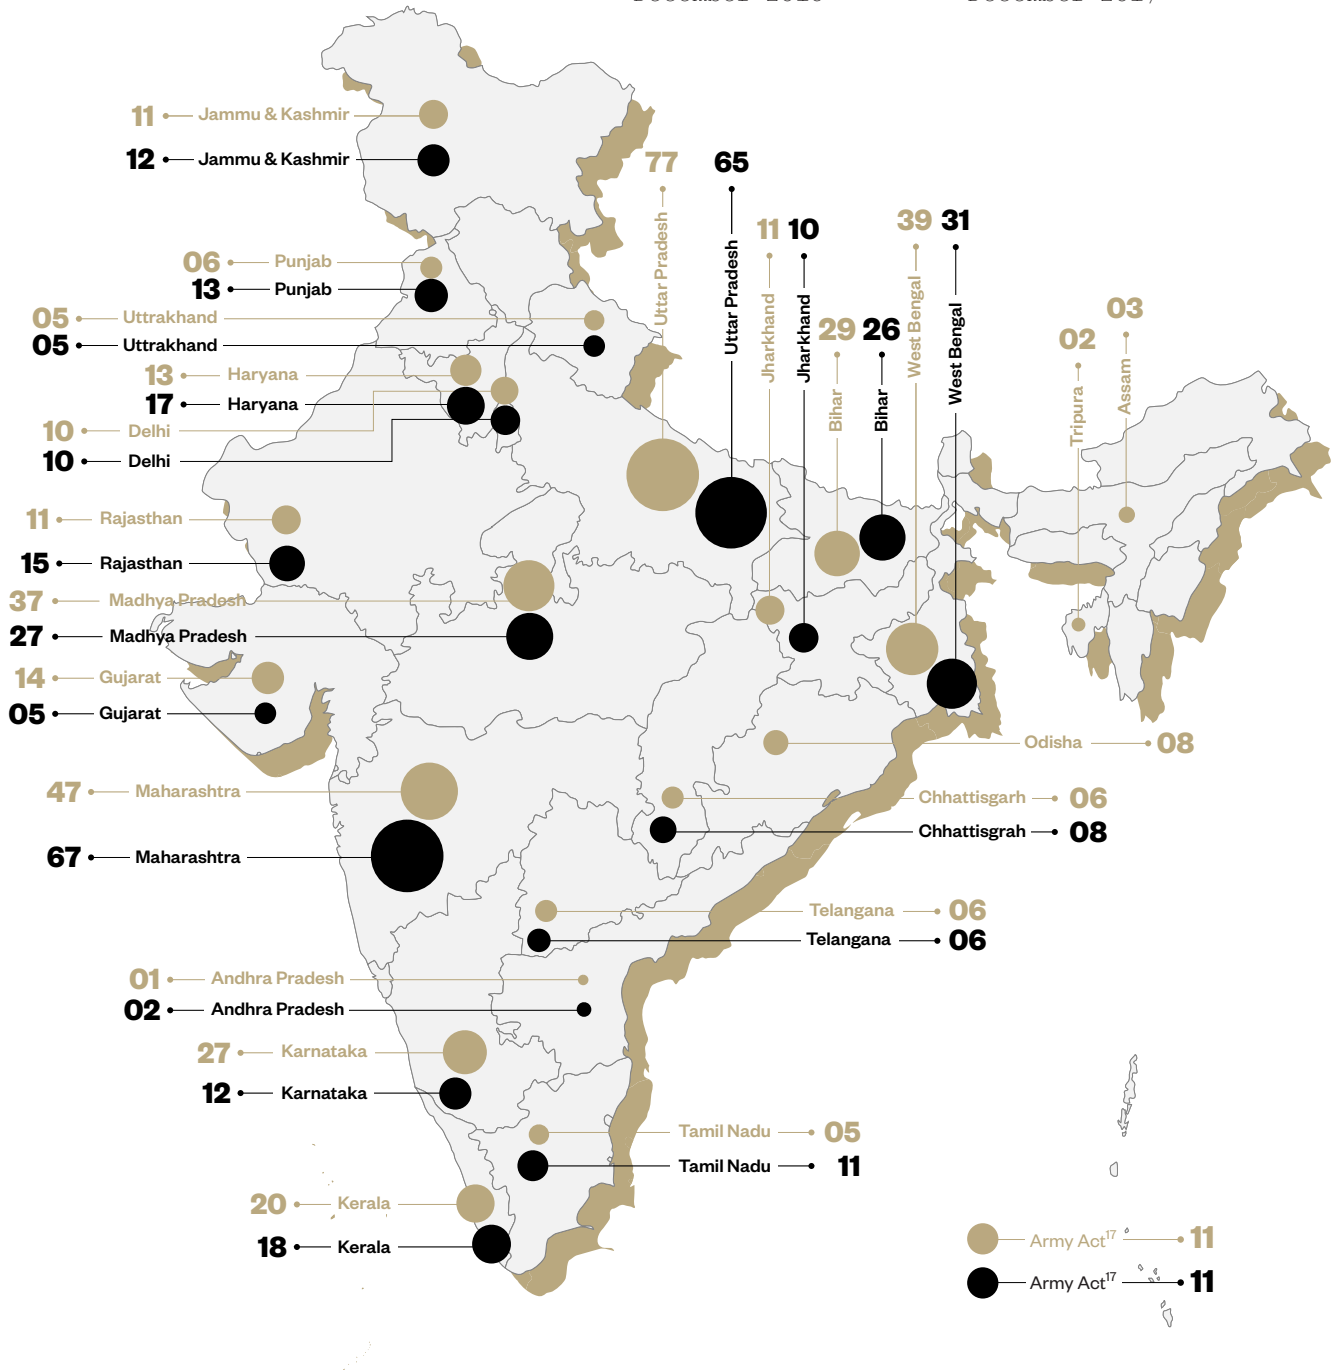 11 Jammu & Kashmir
12 Jammu & Kashmir
77
65
Uttar Pradesh
Uttar Pradesh
11
10
Jharkhand
Jharkhand
39
31
West Bengal
West Bengal
29
26
Bihar
Bihar
03
Assam
02
Tripura
06 Punjab
13 Punjab
05 Uttrakhand
05 Uttrakhand
13 Haryana
17 Haryana
10 Delhi
10 Delhi
11 Rajasthan
15 Rajasthan
37 Madhya Pradesh
27 Madhya Pradesh
14 Gujarat
05 Gujarat
Odisha 08
47 Maharashtra
67 Maharashtra
Chhattisgarh 06
Chhattisgrah 08
Telangana 06
Telangana 06
01 Andhra Pradesh
02 Andhra Pradesh
27 Karnataka
12 Karnataka
Tamil Nadu 05
Tamil Nadu 11
20 Kerala
18 Kerala
Army Act17 11
Army Act17 11